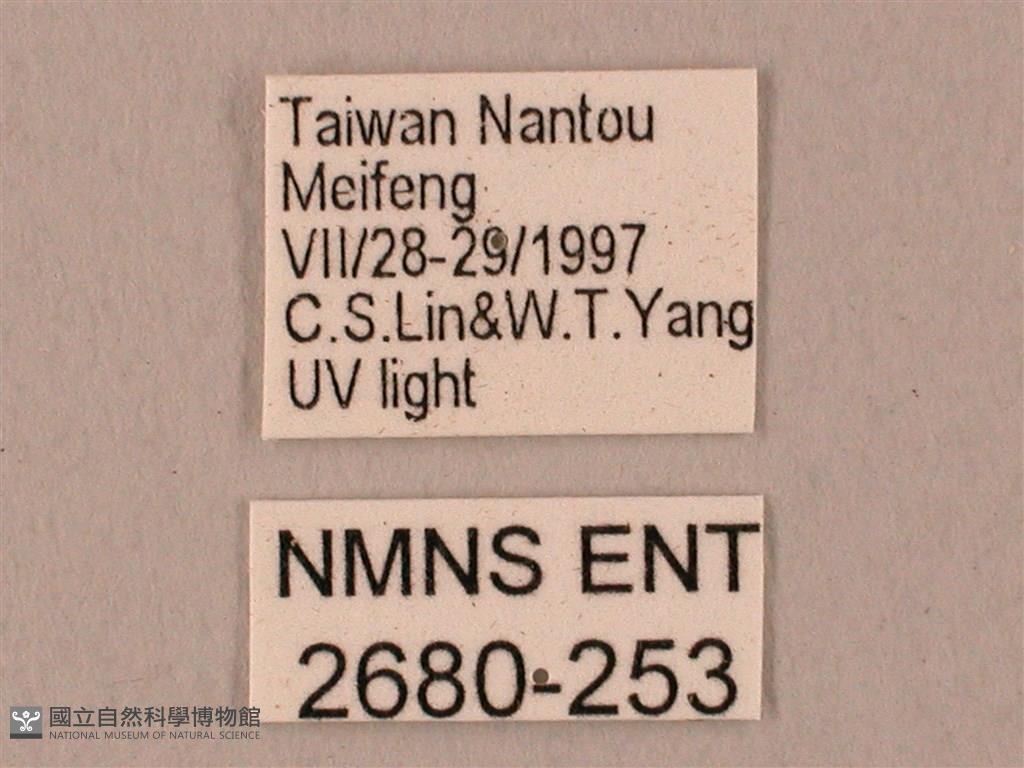 Taiwan Nantou
Meifeng
VII/28-29/1997
C.S.Lin&W.T.Yang
UV light
NMNS ENT
2680-253
國立自然科學博物館
NATIONAL MUSEUM OF NATURAL SCIENCE